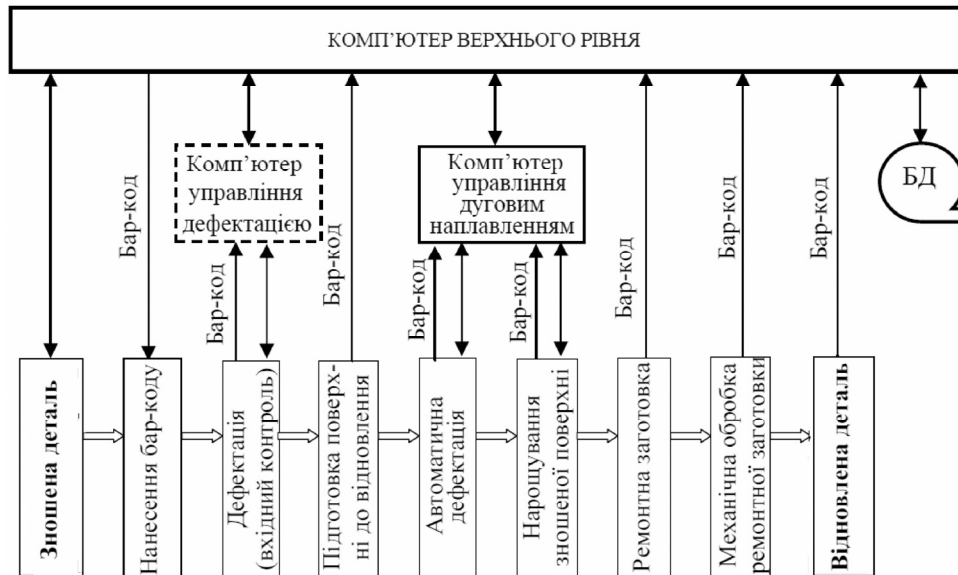 КОМП’ЮТЕР ВЕРХНЬОГО РІВНЯ
Комп’ютер
управління
дефектацією
Комп’ютер
управління
дуговим
наплавленням
БД
Бар-код
Бар-код
Бар-код
Бар-код
Бар-код
Бар-код
Бар-код
Бар-код
Зношена деталь
Нанесення бар-коду
Дефектація
(вхідний контроль)
Підготовка поверх-
ні до відновлення
Автоматична
дефектація
Нарощування
зношеної поверхні
Ремонтна заготовка
Механічна обробка
ремонтної заготовки
Відновлена деталь